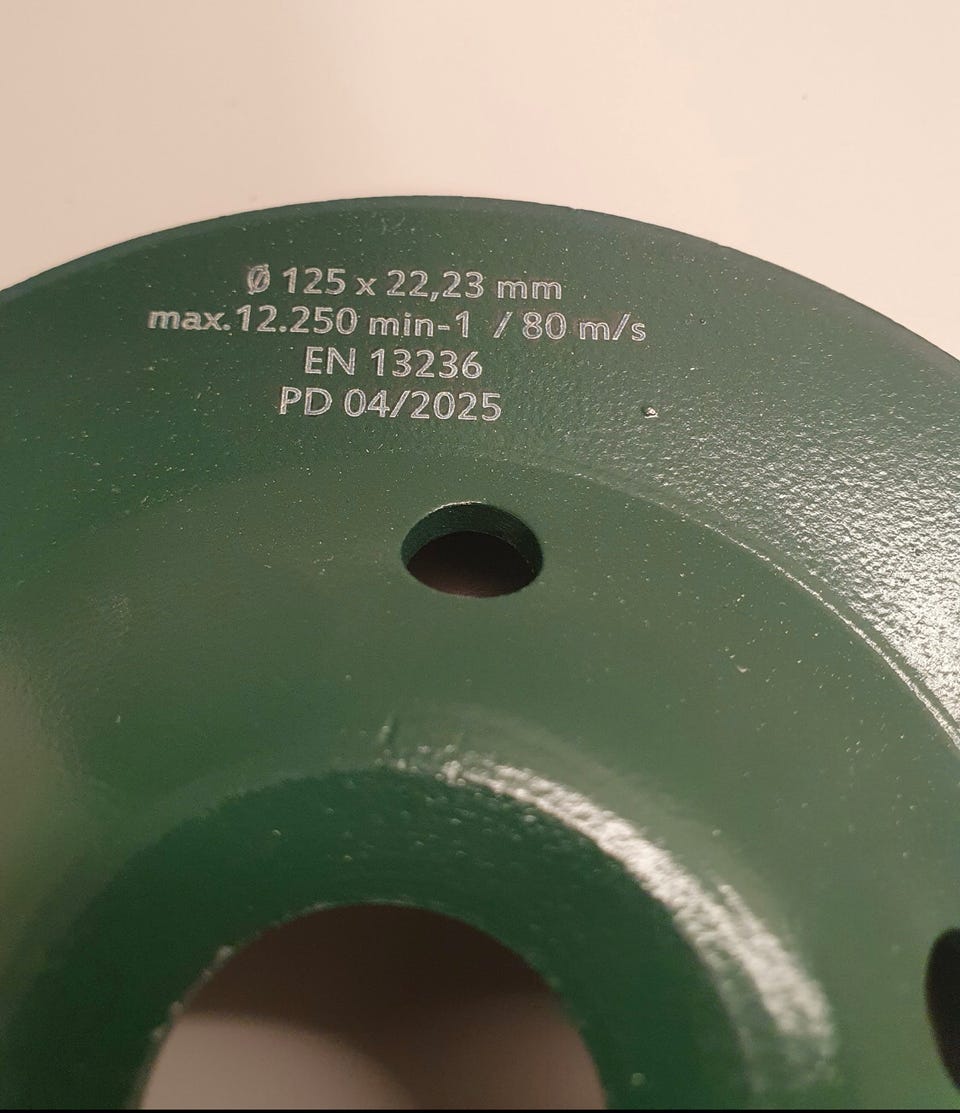 Ø 125 x 22,23 mm
max.12.250 min-1 / 80 m/s
EN 13236
PD 04/2025